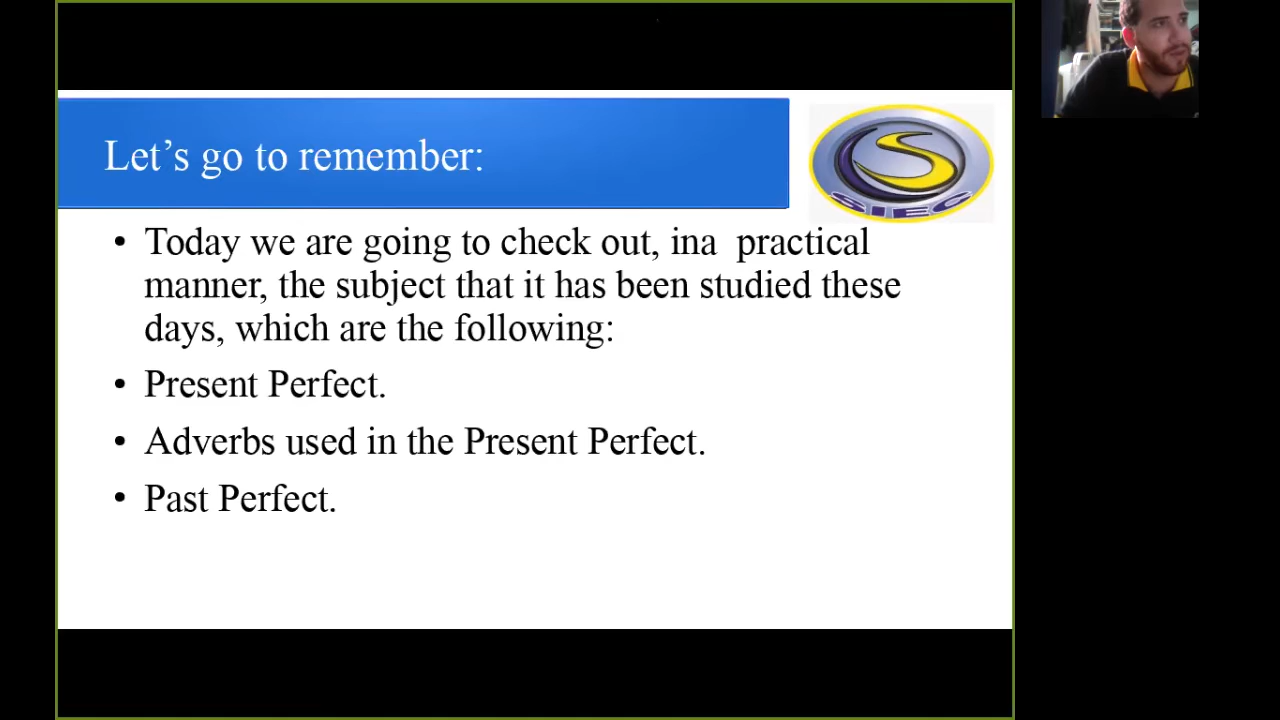 Let's go to remember:
SIEC
• Today we are going to check out, ina  practical
manner, the subject that it has been studied these
days, which are the following:
• Present Perfect.
• Adverbs used in the Present Perfect.
• Past Perfect.